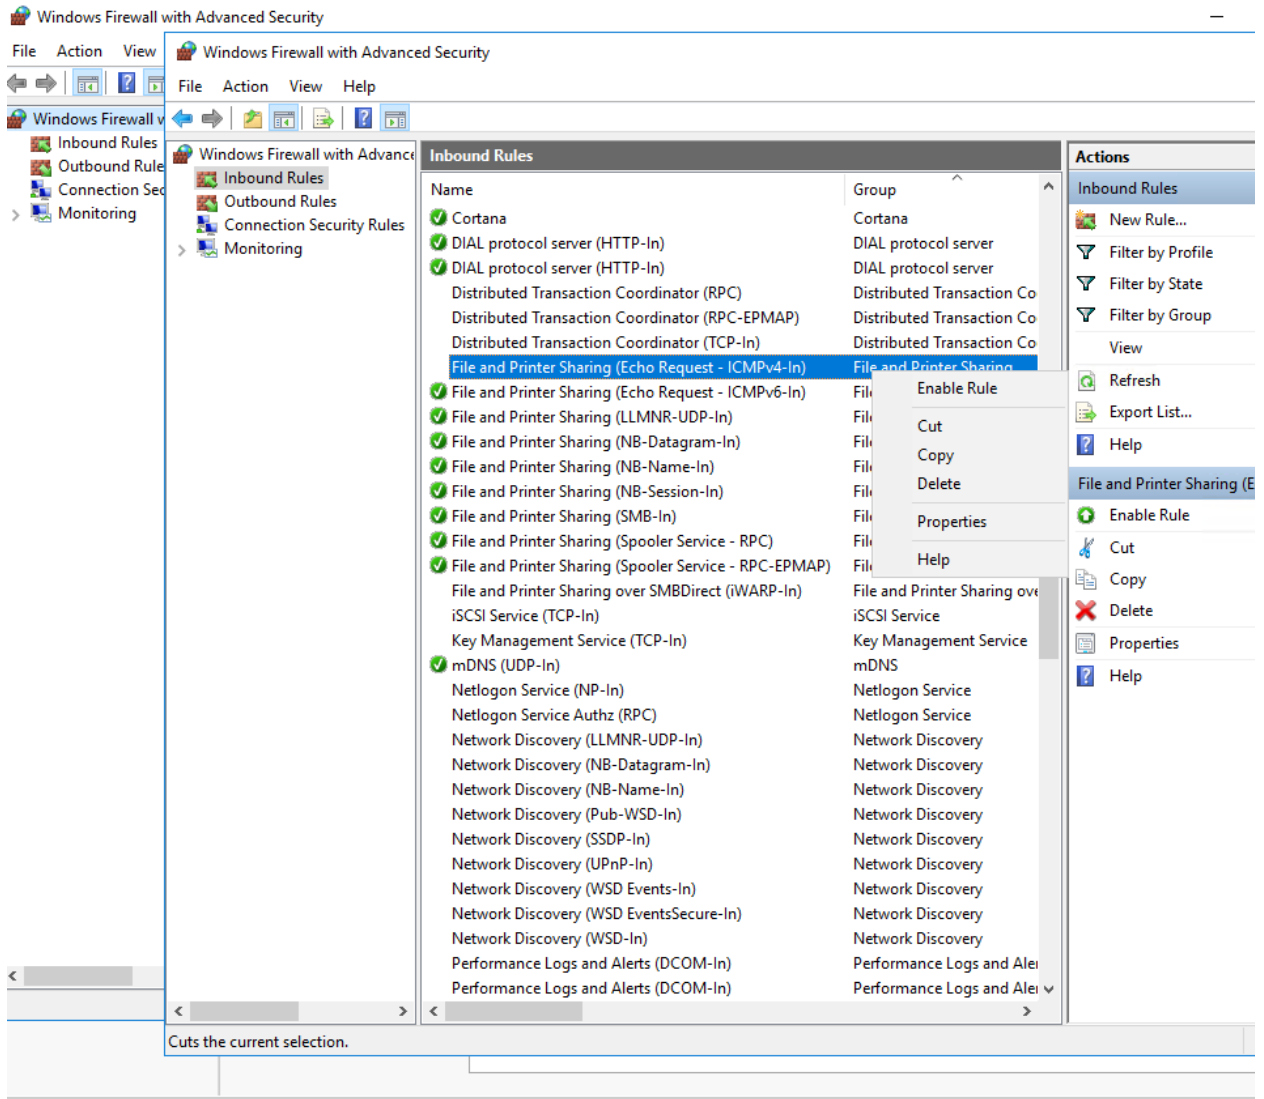 Windows Firewall with Advanced Security
File Action View
Windows Firewall w
Inbound Rules
Outbound Rule
Connection Sec
Monitoring
Windows Firewall with Advanced Security
File Action View Help
Windows Firewall with Advance
Inbound Rules
Outbound Rules
Connection Security Rules
Monitoring
Inbound Rules
Name Group
Cortana Cortana
DIAL protocol server (HTTP-In) DIAL protocol server
DIAL protocol server (HTTP-In) DIAL protocol server
Distributed Transaction Coordinator (RPC) Distributed Transaction Co
Distributed Transaction Coordinator (RPC-EPMAP) Distributed Transaction Co
Distributed Transaction Coordinator (TCP-In) Distributed Transaction Co
File and Printer Sharing (Echo Request - ICMPv4-In) File and Printer Sharing
File and Printer Sharing (Echo Request - ICMPv6-In) Fil
File and Printer Sharing (LLMNR-UDP-In) Fil
File and Printer Sharing (NB-Datagram-In) Fil
File and Printer Sharing (NB-Name-In) Fil
File and Printer Sharing (NB-Session-In) Fil
File and Printer Sharing (SMB-In) Fil
File and Printer Sharing (Spooler Service - RPC) Fil
File and Printer Sharing (Spooler Service - RPC-EPMAP) Fil
File and Printer Sharing over SMBDirect (iWARP-In) File and Printer Sharing ove
iSCSI Service (TCP-In) iSCSI Service
Key Management Service (TCP-In) Key Management Service
mDNS (UDP-In) mDNS
Netlogon Service (NP-In) Netlogon Service
Netlogon Service Authz (RPC) Netlogon Service
Network Discovery (LLMNR-UDP-In) Network Discovery
Network Discovery (NB-Datagram-In) Network Discovery
Network Discovery (NB-Name-In) Network Discovery
Network Discovery (Pub-WSD-In) Network Discovery
Network Discovery (SSDP-In) Network Discovery
Network Discovery (UPnP-In) Network Discovery
Network Discovery (WSD Events-In) Network Discovery
Network Discovery (WSD EventsSecure-In) Network Discovery
Network Discovery (WSD-In) Network Discovery
Performance Logs and Alerts (DCOM-In) Performance Logs and Aler
Performance Logs and Alerts (DCOM-In) Performance Logs and Aler
Enable Rule
Cut
Copy
Delete
Properties
Help
Actions
Inbound Rules
New Rule...
Filter by Profile
Filter by State
Filter by Group
View
Refresh
Export List...
Help
File and Printer Sharing (E
Enable Rule
Cut
Copy
Delete
Properties
Help
Cuts the current selection.